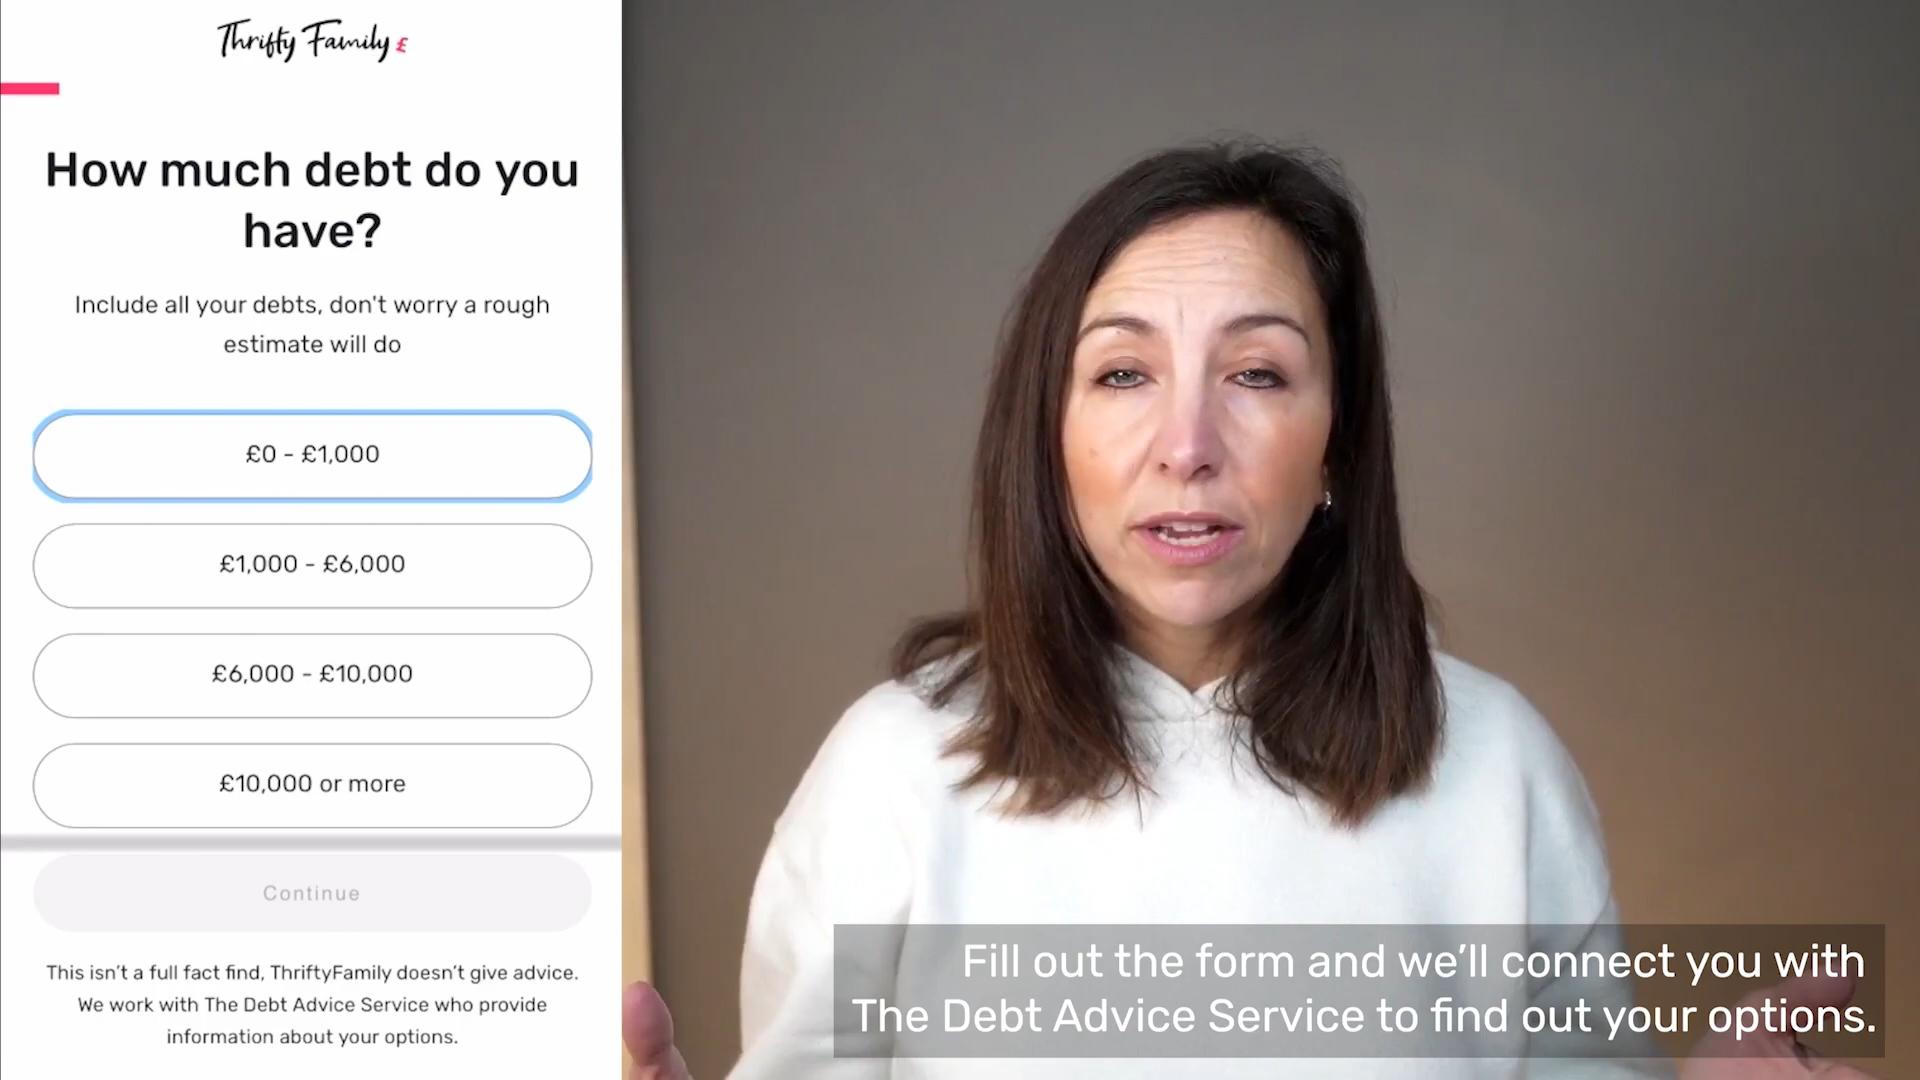 Thrifty Family £
How much debt do you
have?
Include all your debts, don't worry a rough
estimate will do
£0 - £1,000
£1,000 - £6,000
£6,000 - £10,000
£10,000 or more
Continue
This isn't a full fact find, ThriftyFamily doesn't give advice.
We work with The Debt Advice Service who provide
information about your options.
Fill out the form and we'll connect you with
The Debt Advice Service to find out your options.